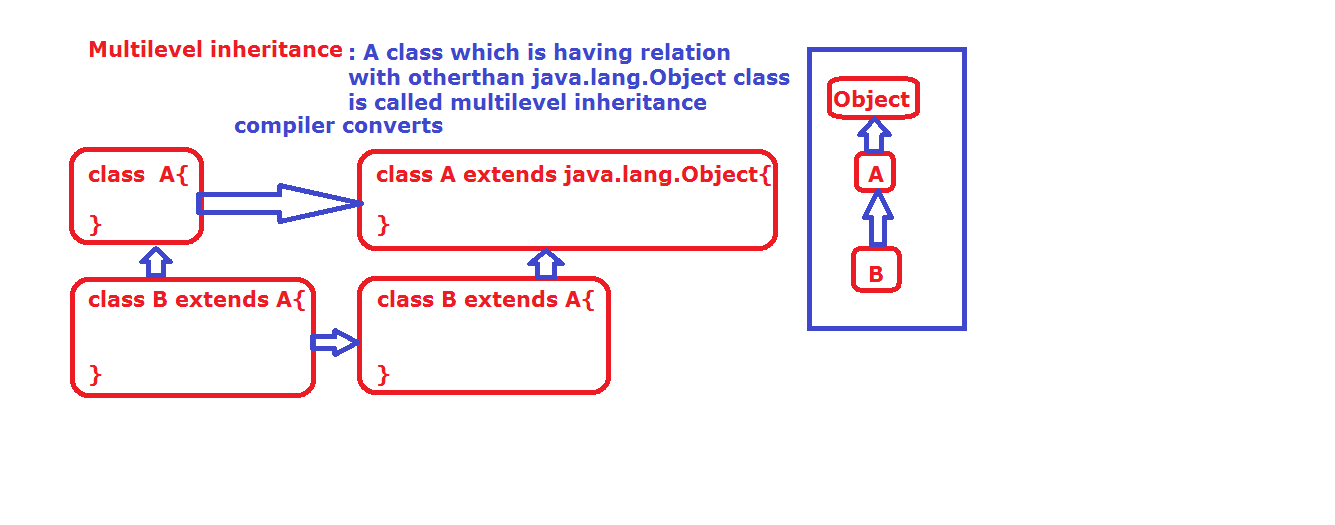 Multilevel inheritance : A class which is having relation
with otherthan java.lang.Object class
is called multilevel inheritance
compiler converts
class  A{
}
class A extends java.lang.Object{
}
class B extends A{
}
class B extends A{
}
Object
A
B